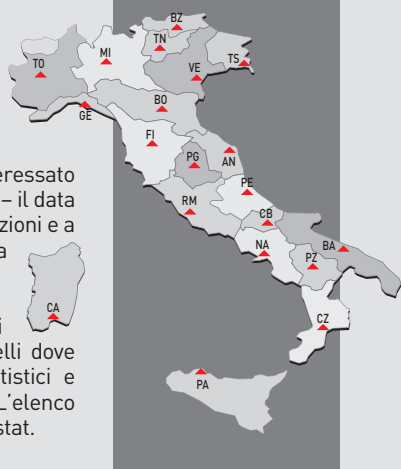 BZ
TN
MI
TS
TO
VE
BO
GE
FI
PG
AN
PE
RM
CB
NA
BA
PZ
CA
CZ
PA
eressato
– il data
zioni e a
a
i
elli dove
tistici e
L'elenco
stat.